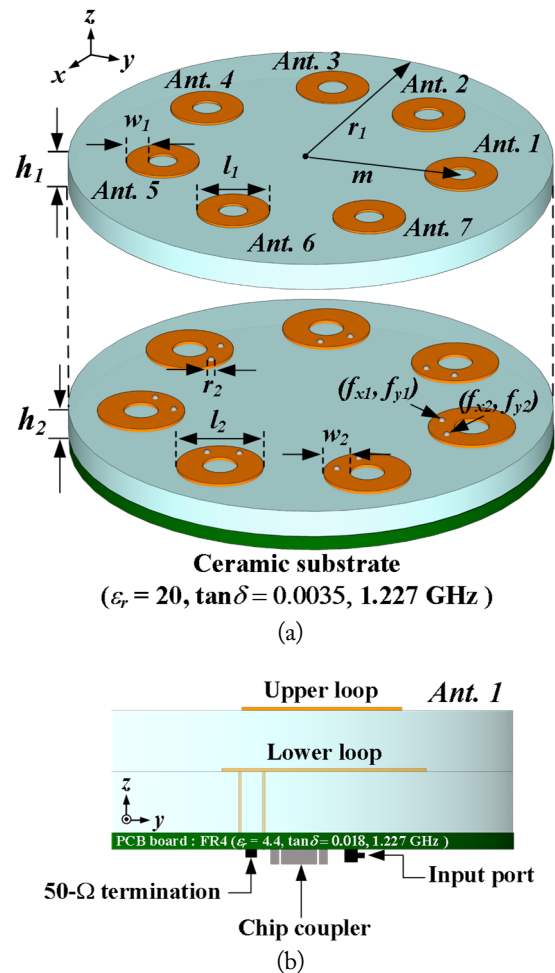 z
x
y
Ant. 4
Ant. 3
Ant. 2
Ant. 1
w1
r1
h1
m
l1
Ant. 5
Ant. 6
Ant. 7
r2
(fx1, fy1)
(fx2, fy2)
h2
l2
w2
Ceramic substrate
(εr = 20, tanδ = 0.0035, 1.227 GHz )
(a)
Upper loop
Ant. 1
Lower loop
z
y
PCB board : FR4 (εr = 4.4, tanδ = 0.018, 1.227 GHz )
50-Ω termination
Input port
Chip coupler
(b)